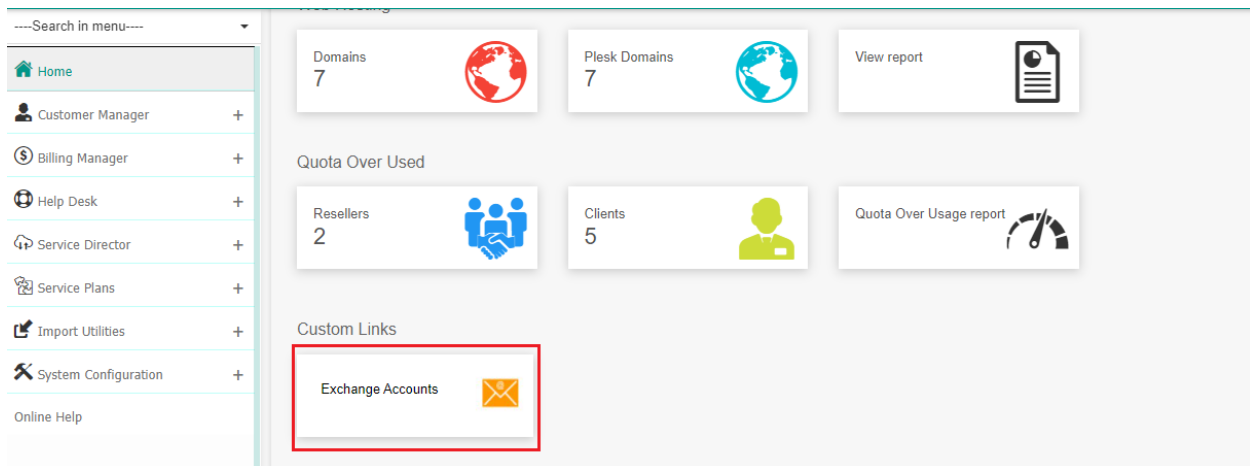 ----Search in menu----
Home
Customer Manager +
Billing Manager +
Help Desk +
Service Director +
Service Plans +
Import Utilities +
System Configuration +
Online Help
Web Hosting
Domains
7
Plesk Domains
7
View report
Quota Over Used
Resellers
2
Clients
5
Quota Over Usage report
Custom Links
Exchange Accounts